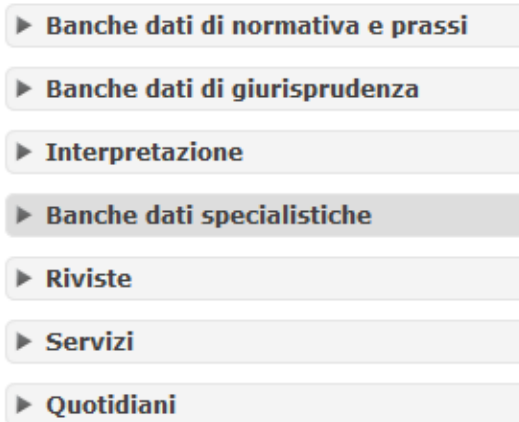 Banche dati di normativa e prassi
Banche dati di giurisprudenza
Interpretazione
Banche dati specialistiche
Riviste
Servizi
Quotidiani